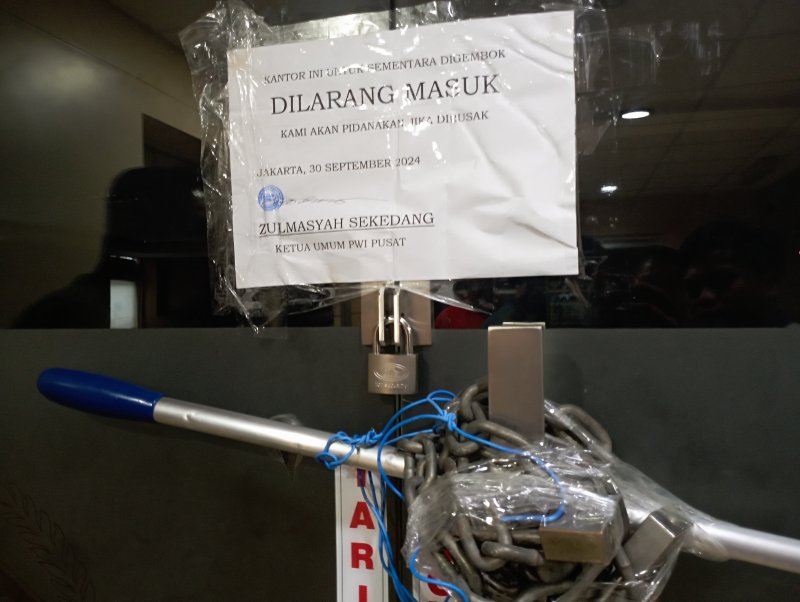 KANTOR INI UNTUK SEMENTARA DIGEMBOK
DILARANG MASUK
KAMI AKAN PIDANAKAN JIKA DIRUSAK
JAKARTA, 30 SEPTEMBER 2024
ZULMASYAH SEKEDANG
KETUA UMUM PWI PUSAT
ARI